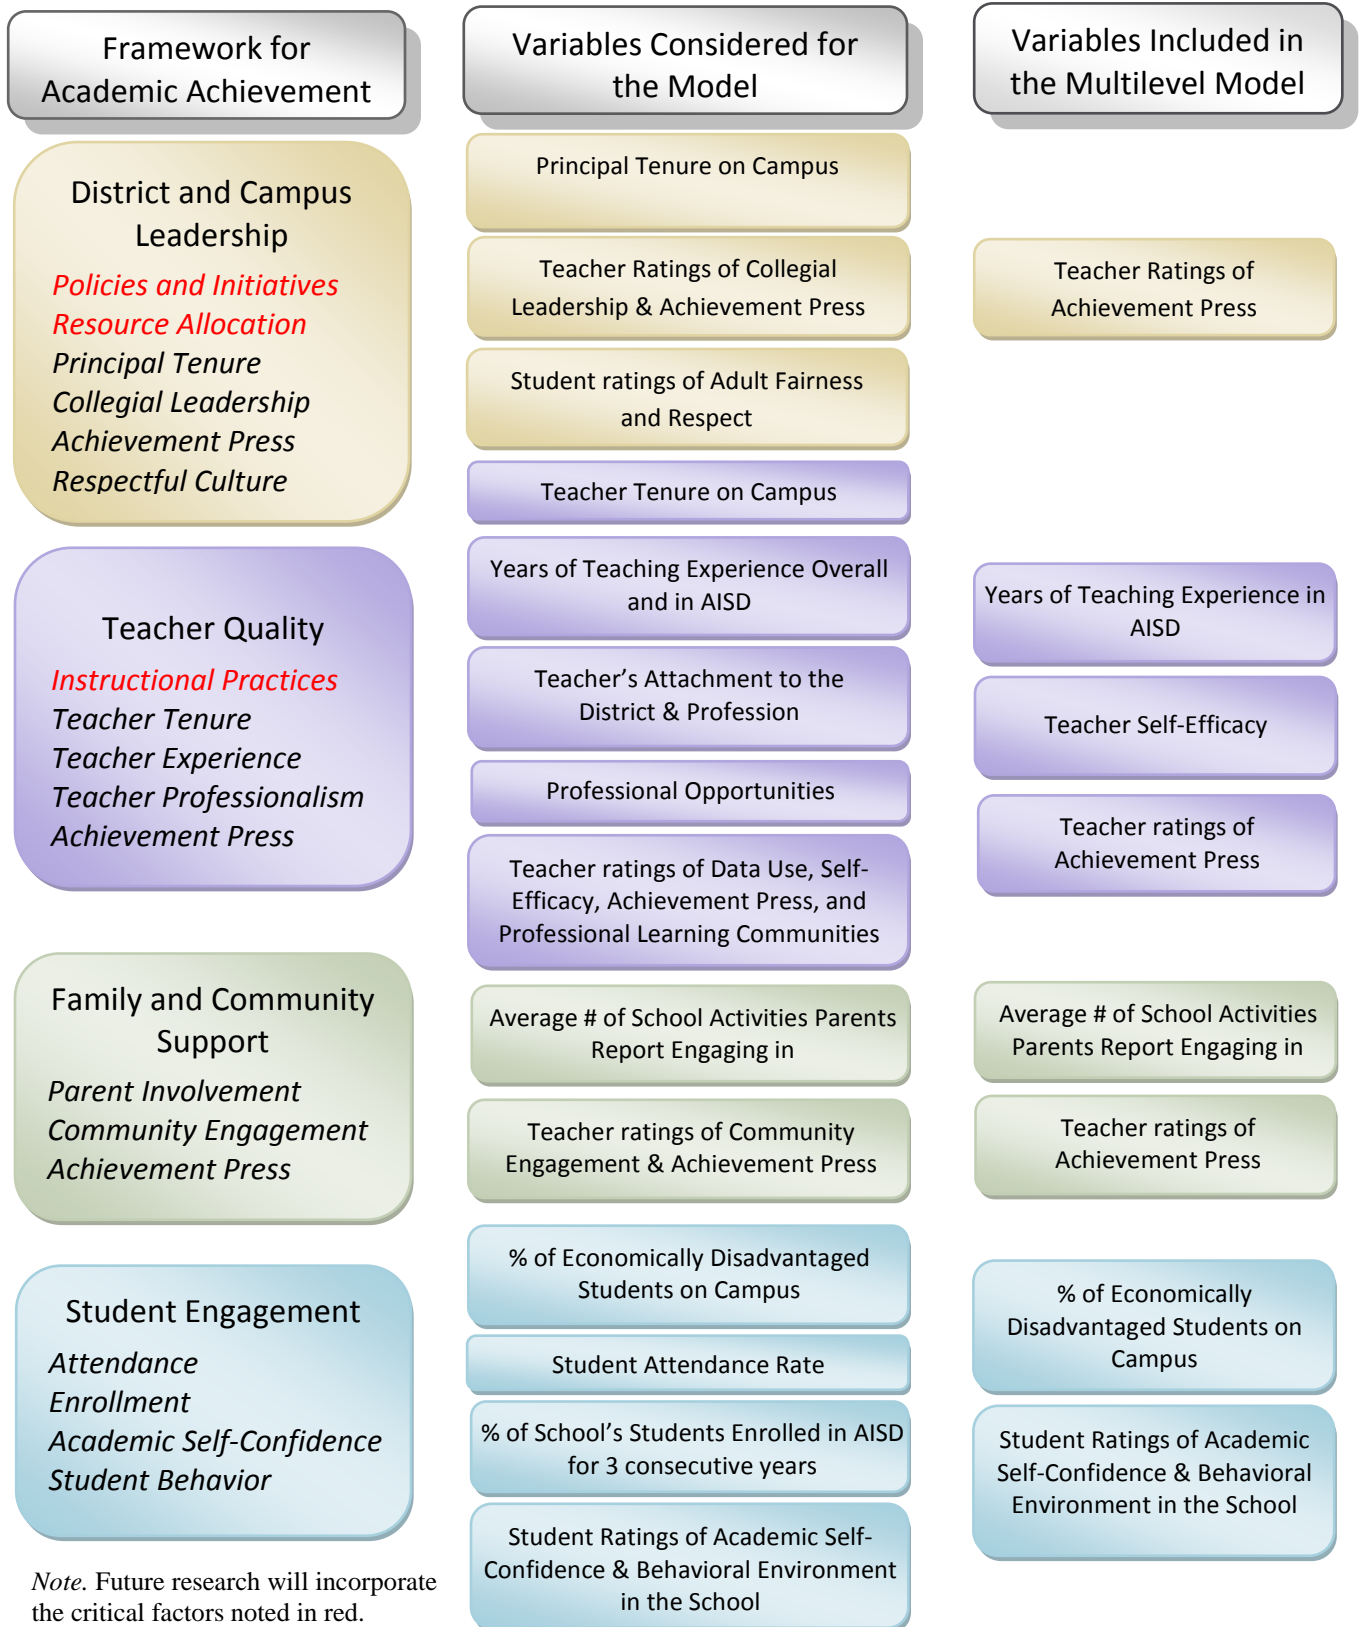 Framework for
Academic Achievement
Variables Considered for
the Model
Variables Included in
the Multilevel Model
District and Campus
Leadership
Policies and Initiatives
Resource Allocation
Principal Tenure
Collegial Leadership
Achievement Press
Respectful Culture
Principal Tenure on Campus
Teacher Ratings of Collegial
Leadership & Achievement Press
Student ratings of Adult Fairness
and Respect
Teacher Ratings of
Achievement Press
Teacher Quality
Instructional Practices
Teacher Tenure
Teacher Experience
Teacher Professionalism
Achievement Press
Teacher Tenure on Campus
Years of Teaching Experience Overall
and in AISD
Teacher’s Attachment to the
District & Profession
Professional Opportunities
Teacher ratings of Data Use, Self-
Efficacy, Achievement Press, and
Professional Learning Communities
Years of Teaching Experience in
AISD
Teacher Self-Efficacy
Teacher ratings of
Achievement Press
Family and Community
Support
Parent Involvement
Community Engagement
Achievement Press
Average # of School Activities Parents
Report Engaging in
Teacher ratings of Community
Engagement & Achievement Press
Average # of School Activities
Parents Report Engaging in
Teacher ratings of
Achievement Press
Student Engagement
Attendance
Enrollment
Academic Self-Confidence
Student Behavior
% of Economically Disadvantaged
Students on Campus
Student Attendance Rate
% of School’s Students Enrolled in AISD
for 3 consecutive years
Student Ratings of Academic Self-
Confidence & Behavioral Environment
in the School
% of Economically
Disadvantaged Students on
Campus
Student Ratings of Academic
Self-Confidence & Behavioral
Environment in the School
Note. Future research will incorporate
the critical factors noted in red.